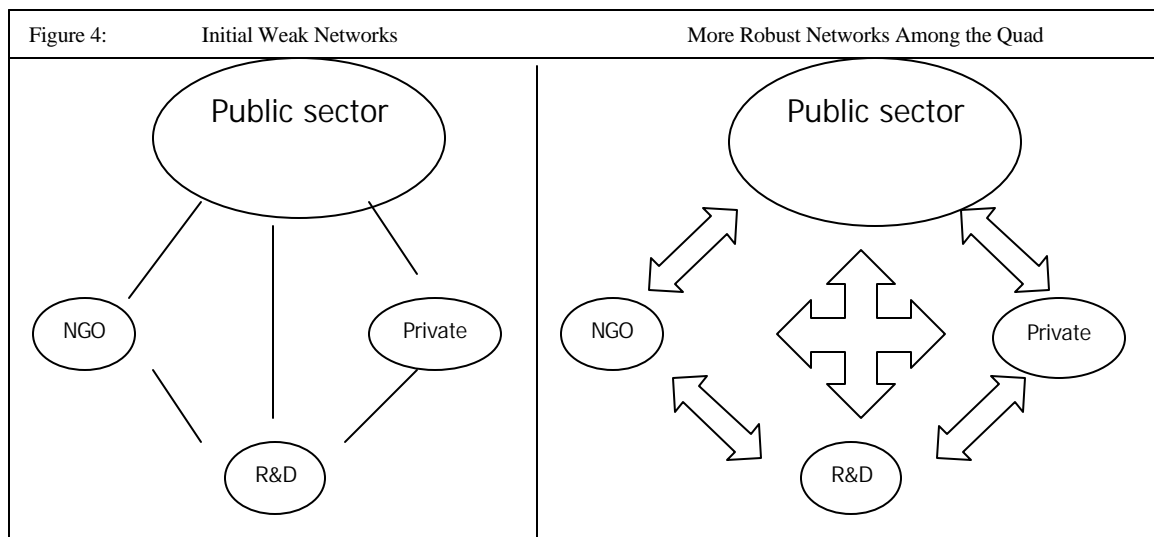 Figure 4: Initial Weak Networks More Robust Networks Among the Quad
Public sector
NGO
Private
R&D
Public sector
NGO
Private
R&D